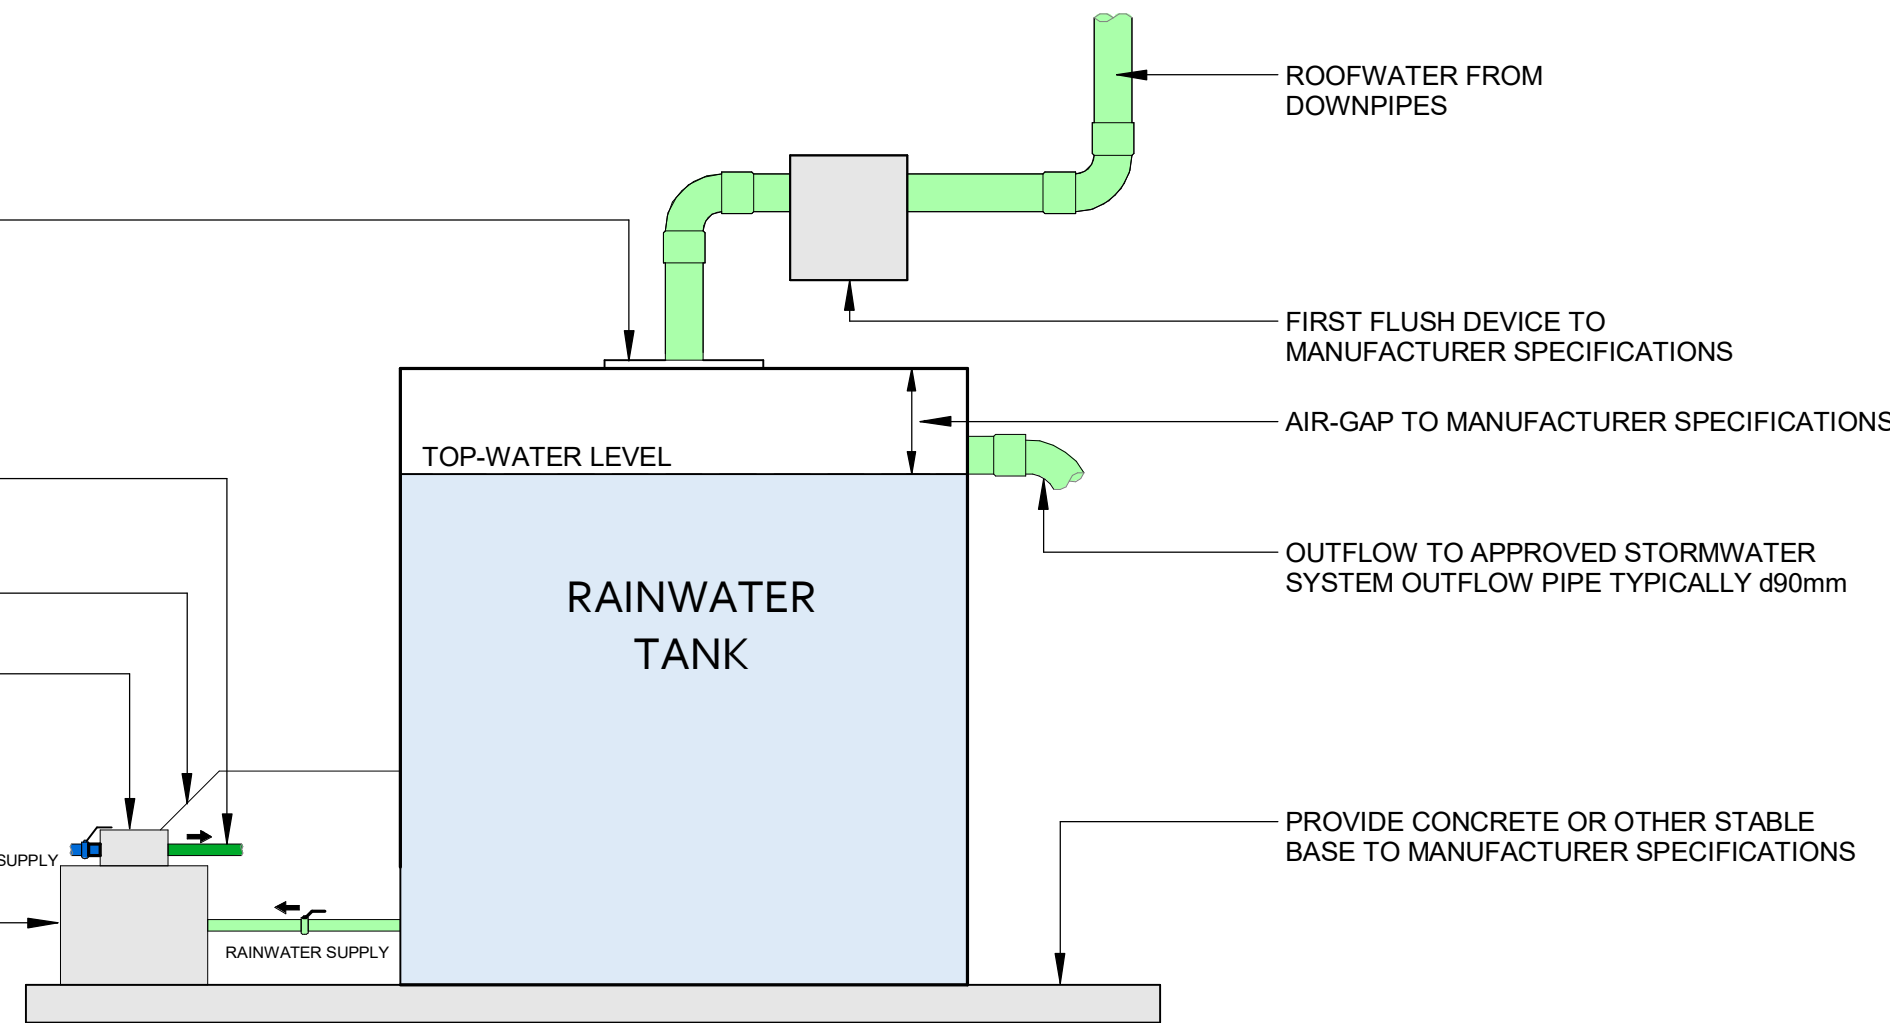 ROOFWATER FROM
DOWNPIPES
FIRST FLUSH DEVICE TO
MANUFACTURER SPECIFICATIONS
AIR-GAP TO MANUFACTURER SPECIFICATIONS
TOP-WATER LEVEL
OUTFLOW TO APPROVED STORMWATER
SYSTEM OUTFLOW PIPE TYPICALLY d90mm
RAINWATER
TANK
PROVIDE CONCRETE OR OTHER STABLE
BASE TO MANUFACTURER SPECIFICATIONS
SUPPLY
RAINWATER SUPPLY